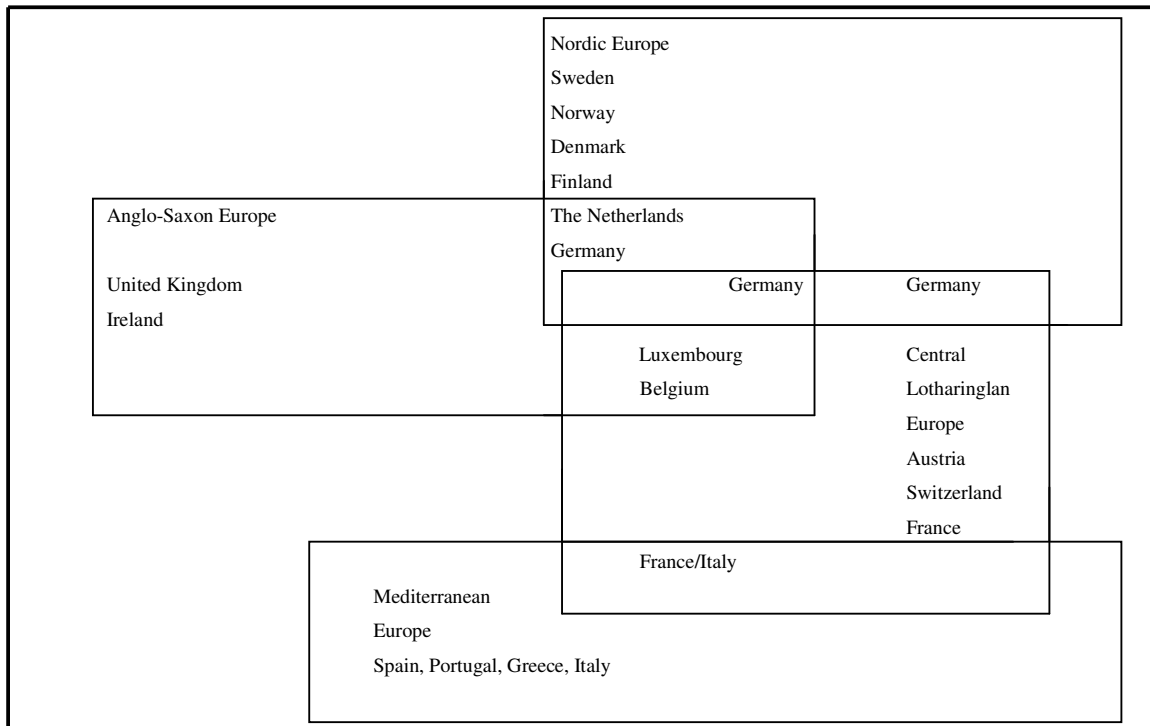 Nordic Europe
Sweden
Norway
Denmark
Finland
Anglo-Saxon Europe
The Netherlands
Germany
United Kingdom
Germany
Germany
Ireland
Luxembourg
Central
Belgium
Lotharinglan
Europe
Austria
Switzerland
France
France/Italy
Mediterranean
Europe
Spain, Portugal, Greece, Italy